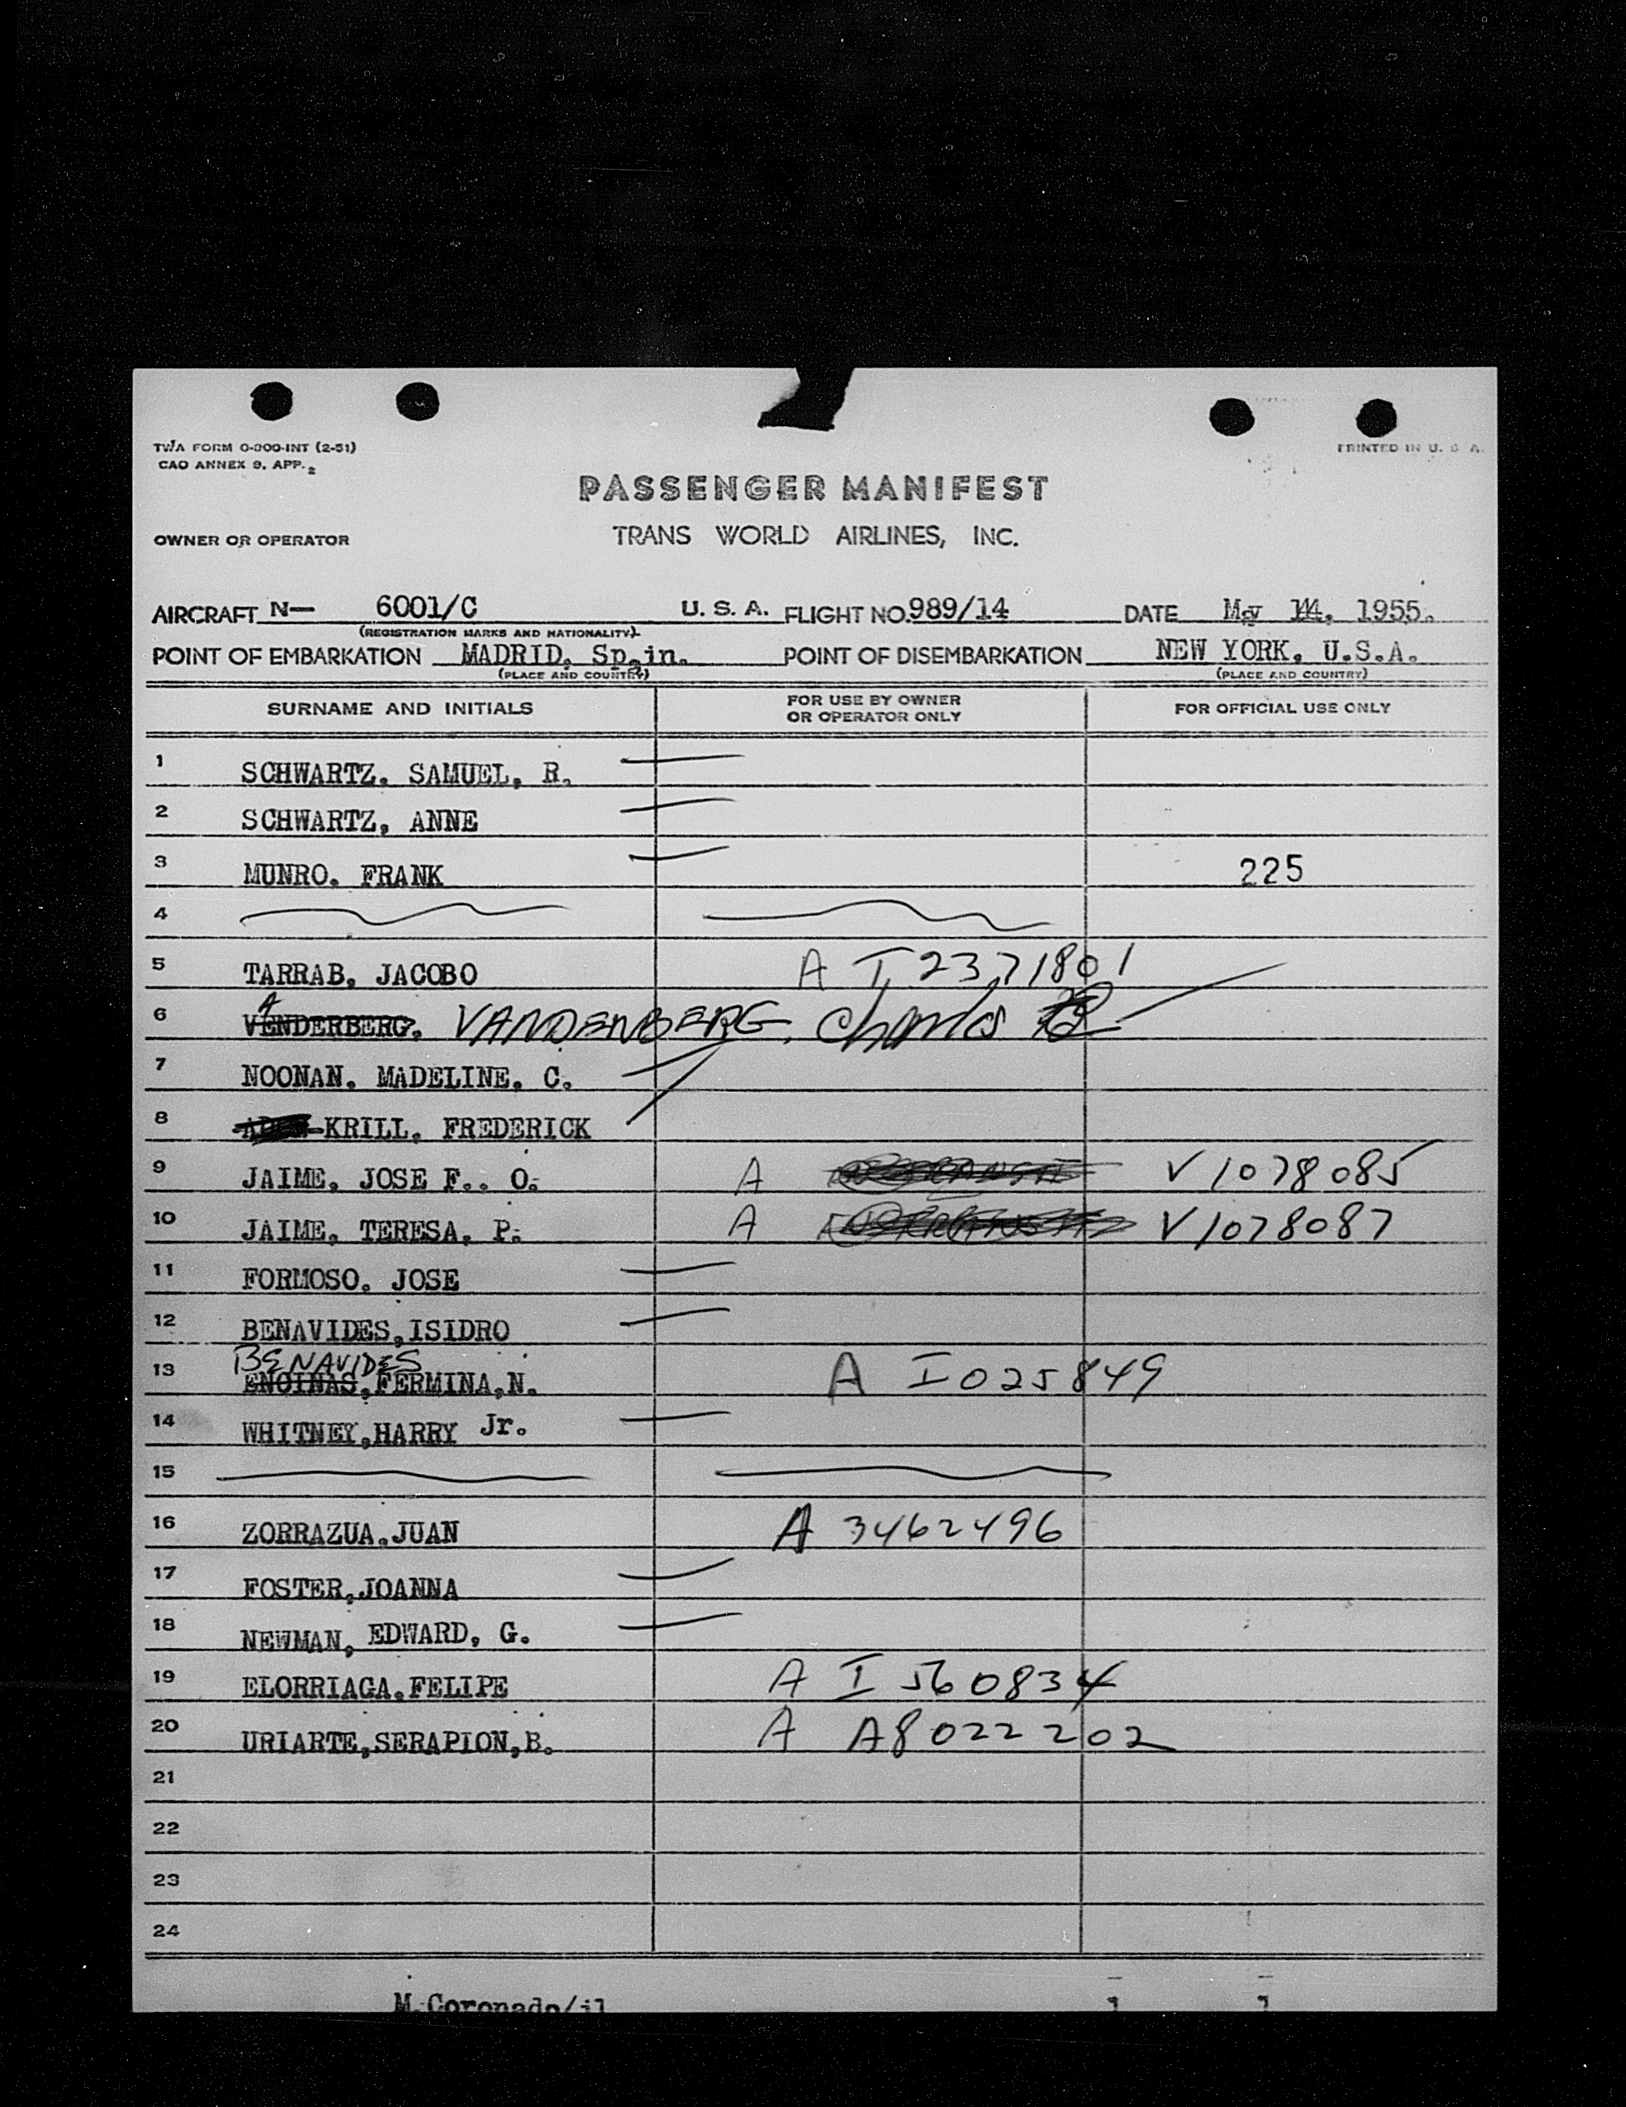 TWA FORM O-300-INT (2-51)
CAO ANNEX 9, APP. 2
PRINTED IN U. S. A.
PASSENGER MANIFEST
OWNER OR OPERATOR TRANS WORLD AIRLINES, INC.
AIRCRAFT N— 6001/C U. S. A. FLIGHT NO. 989/14 DATE May 14, 1955.
(REGISTRATION MARKS AND NATIONALITY)
POINT OF EMBARKATION MADRID, Spain. POINT OF DISEMBARKATION NEW YORK, U.S.A.
(PLACE AND COUNTRY) (PLACE AND COUNTRY)
SURNAME AND INITIALS FOR USE BY OWNER OR OPERATOR ONLY FOR OFFICIAL USE ONLY
1 SCHWARTZ, SAMUEL, R.
2 SCHWARTZ, ANNE
3 MUNRO, FRANK 225
4
5 TARRAB, JACOBO A I 2371801
6 VENDERBERG, VANDENBERG, Charles
7 NOONAN, MADELINE, C.
8 KRILL, FREDERICK
9 JAIME, JOSE F., O. A V 1078085
10 JAIME, TERESA, P. A V 1078087
11 FORMOSO, JOSE
12 BENAVIDES, ISIDRO
BENAVIDES
13 ENCINAS, FERMINA, N. A I 025849
14 WHITNEY, HARRY Jr.
15
16 ZORRAZUA, JUAN A 3462496
17 FOSTER, JOANNA
18 NEWMAN, EDWARD, G.
19 ELORRIAGA, FELIPE A I 560834
20 URIARTE, SERAPION, B. A A8022202
21
22
23
24
M. Coronado/jl